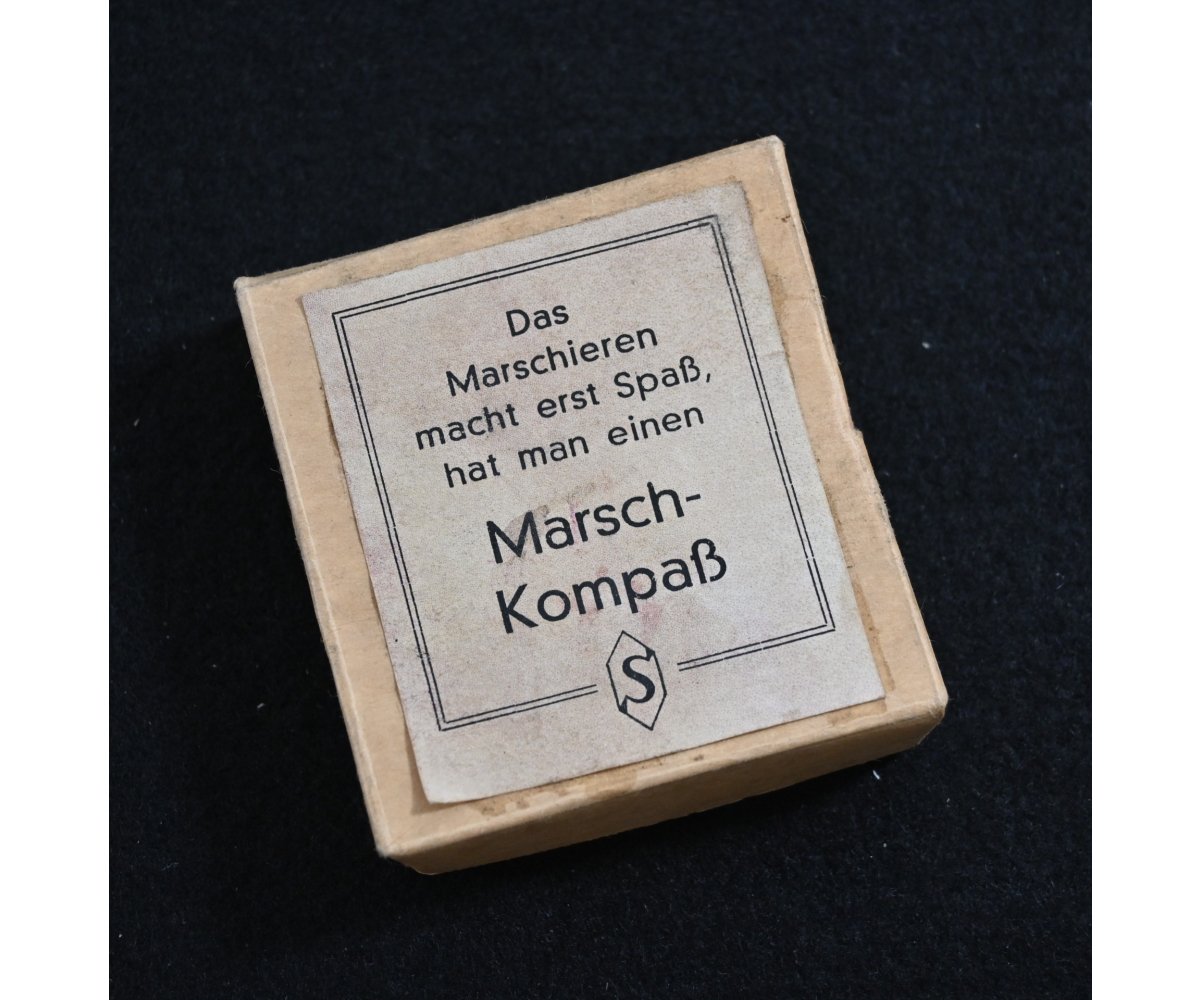 Das
Marschieren
macht erst Spaß,
hat man einen
Marsch-
Kompaß
S